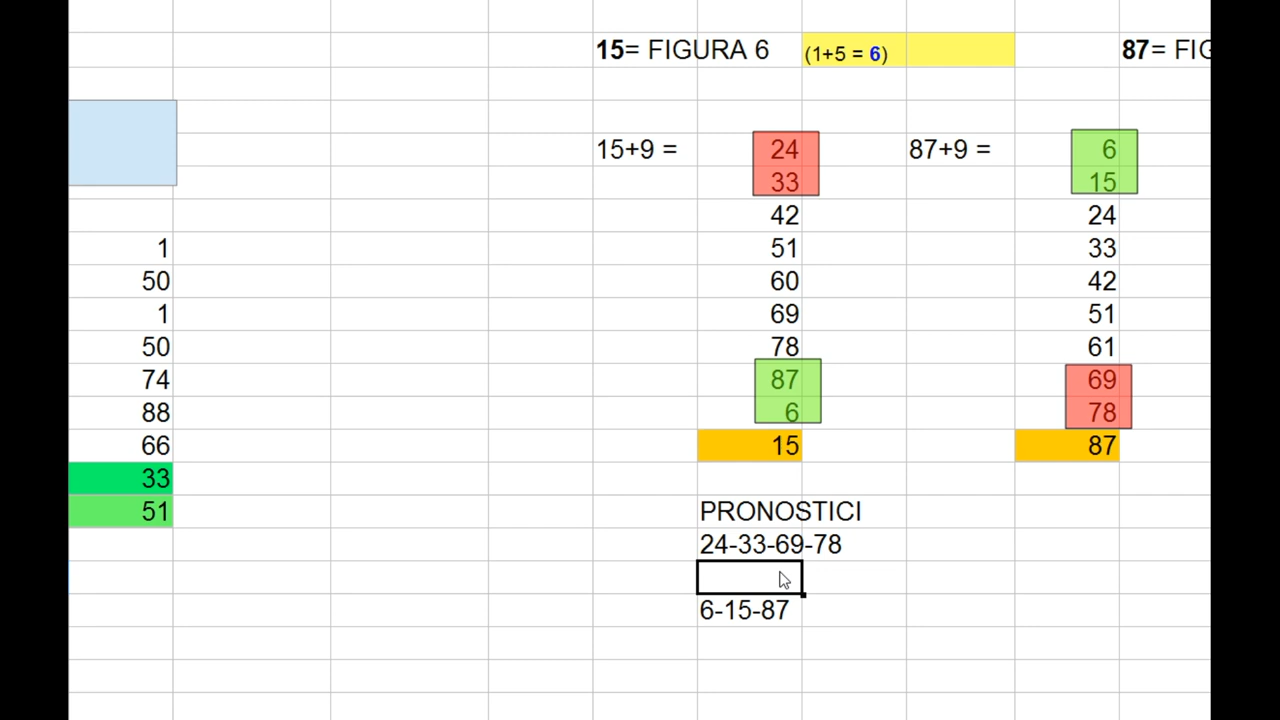 15= FIGURA 6 (1+5 = 6) 87= FIG
15+9 = 24 87+9 = 6
33 15
42 24
1 51 33
50 60 42
1 69 51
50 78 61
74 87 69
88 6 78
66 15 87
33
51 PRONOSTICI
24-33-69-78
6-15-87